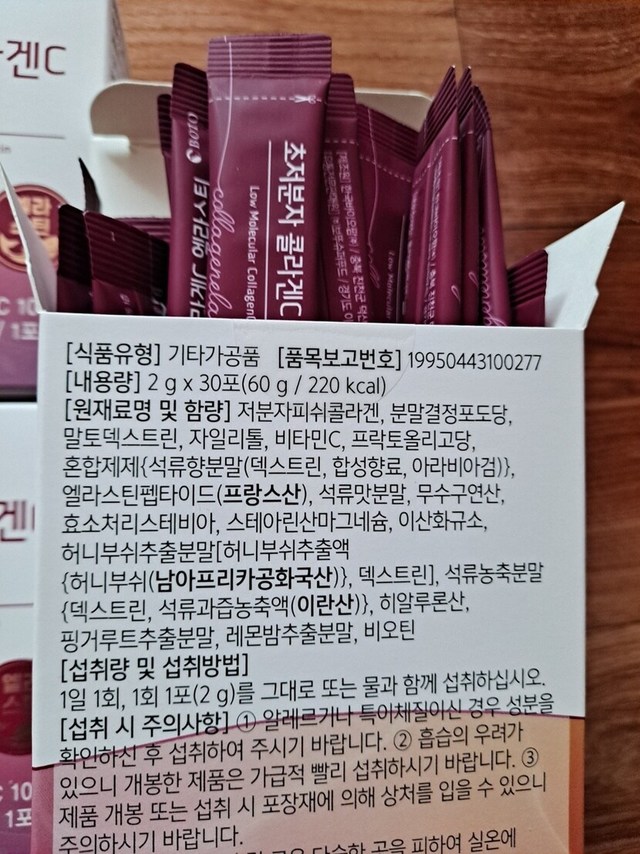 겐C
BOTO
초저분자 콜라겐C
Low Molecular Collagen
collagenela
[식품유형] 기타가공품 [품목보고번호] 19950443100277
[내용량] 2 g x 30포(60 g / 220 kcal)
[원재료명 및 함량] 저분자피쉬콜라겐, 분말결정포도당,
말토덱스트린, 자일리톨, 비타민C, 프락토올리고당,
혼합제제{석류향분말(덱스트린, 합성향료, 아라비아검)},
엘라스틴펩타이드(프랑스산), 석류맛분말, 무수구연산,
효소처리스테비아, 스테아린산마그네슘, 이산화규소,
허니부쉬추출분말[허니부쉬추출액
{허니부쉬(남아프리카공화국산)}, 덱스트린], 석류농축분말
{덱스트린, 석류과즙농축액(이란산)}, 히알루론산,
핑거루트추출분말, 레몬밤추출분말, 비오틴
[섭취량 및 섭취방법]
1일 1회, 1회 1포(2 g)를 그대로 또는 물과 함께 섭취하십시오.
[섭취 시 주의사항] ① 알레르기나 특이체질이신 경우 성분을
확인하신 후 섭취하여 주시기 바랍니다. ② 흡습의 우려가
있으니 개봉한 제품은 가급적 빨리 섭취하시기 바랍니다. ③
제품 개봉 또는 섭취 시 포장재에 의해 상처를 입을 수 있으니
주의하시기 바랍니다.
곳을 피하여 실온에